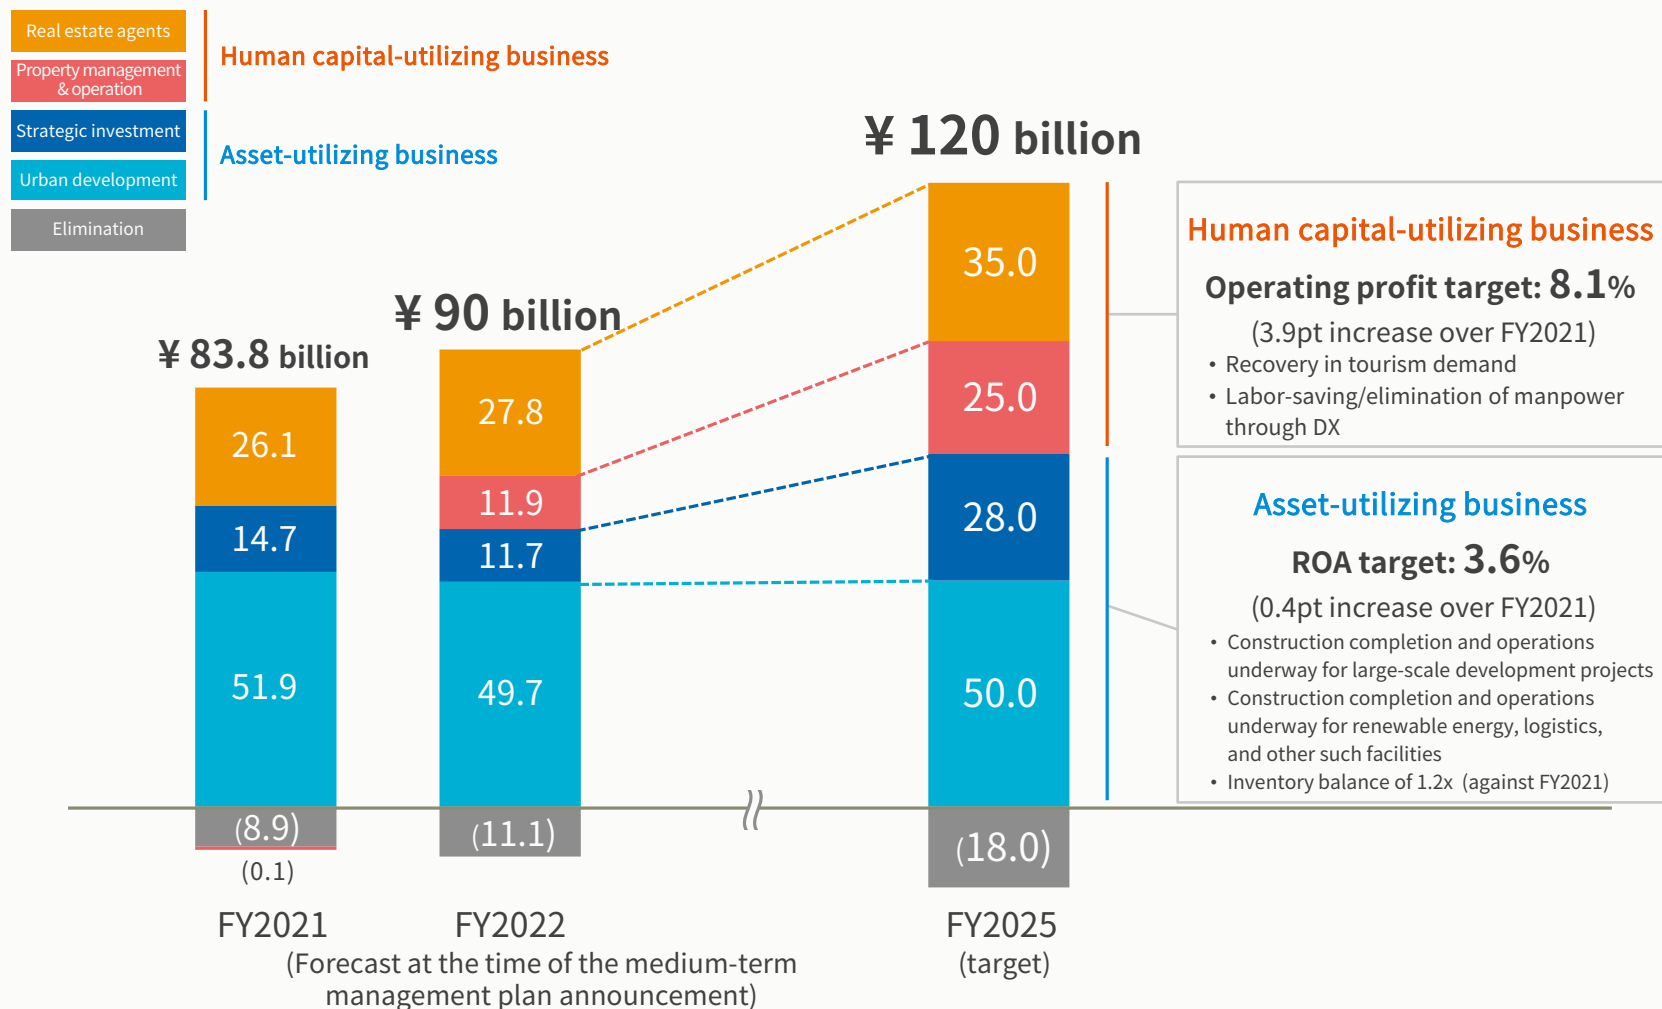 Real estate agents
Property management
& operation
Human capital-utilizing business
Strategic investment
Urban development
Asset-utilizing business
Elimination
¥ 83.8 billion
26.1
14.7
51.9
(8.9)
(0.1)
FY2021
¥ 90 billion
27.8
11.9
11.7
49.7
(11.1)
FY2022
(Forecast at the time of the medium-term
management plan announcement)
¥ 120 billion
35.0
25.0
28.0
50.0
(18.0)
FY2025
(target)
Human capital-utilizing business
Operating profit target: 8.1%
(3.9pt increase over FY2021)
• Recovery in tourism demand
• Labor-saving/elimination of manpower
through DX
Asset-utilizing business
ROA target: 3.6%
(0.4pt increase over FY2021)
• Construction completion and operations
underway for large-scale development projects
• Construction completion and operations
underway for renewable energy, logistics,
and other such facilities
• Inventory balance of 1.2x (against FY2021)